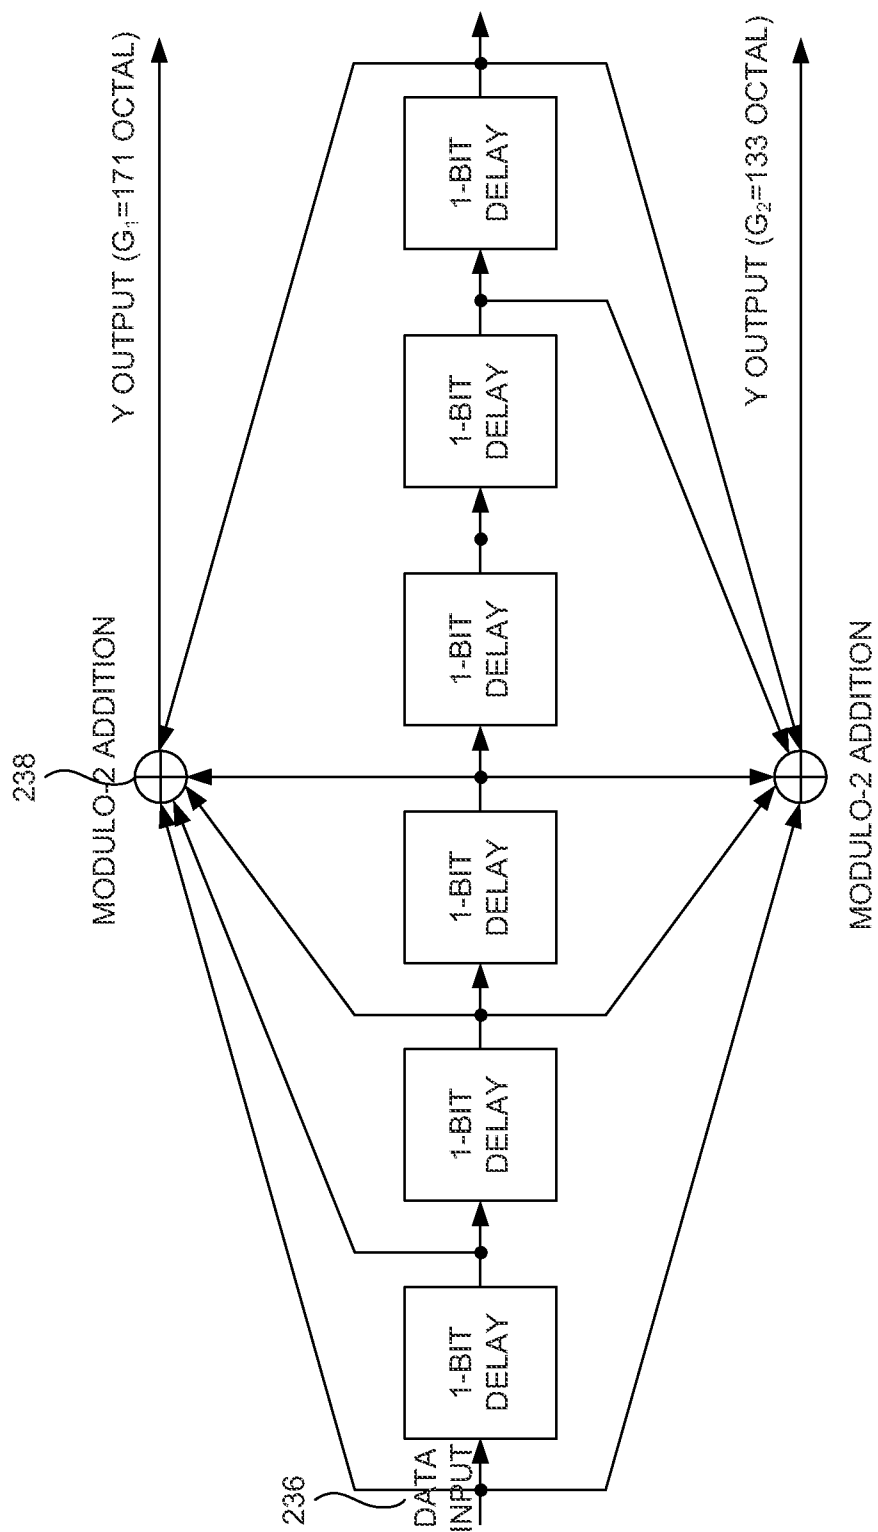 Y OUTPUT (G₁=171 OCTAL)
238
MODULO-2 ADDITION
236
DATA
INPUT
1-BIT
DELAY
1-BIT
DELAY
1-BIT
DELAY
1-BIT
DELAY
1-BIT
DELAY
1-BIT
DELAY
Y OUTPUT (G₂=133 OCTAL)
MODULO-2 ADDITION